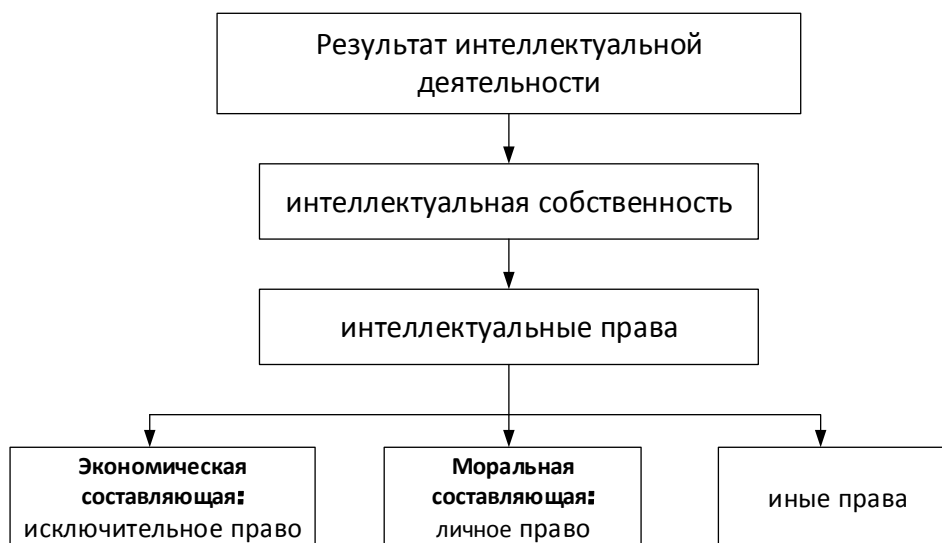 Результат интеллектуальной
деятельности
интеллектуальная собственность
интеллектуальные права
Экономическая
составляющая:
исключительное право
Моральная
составляющая:
личное право
иные права